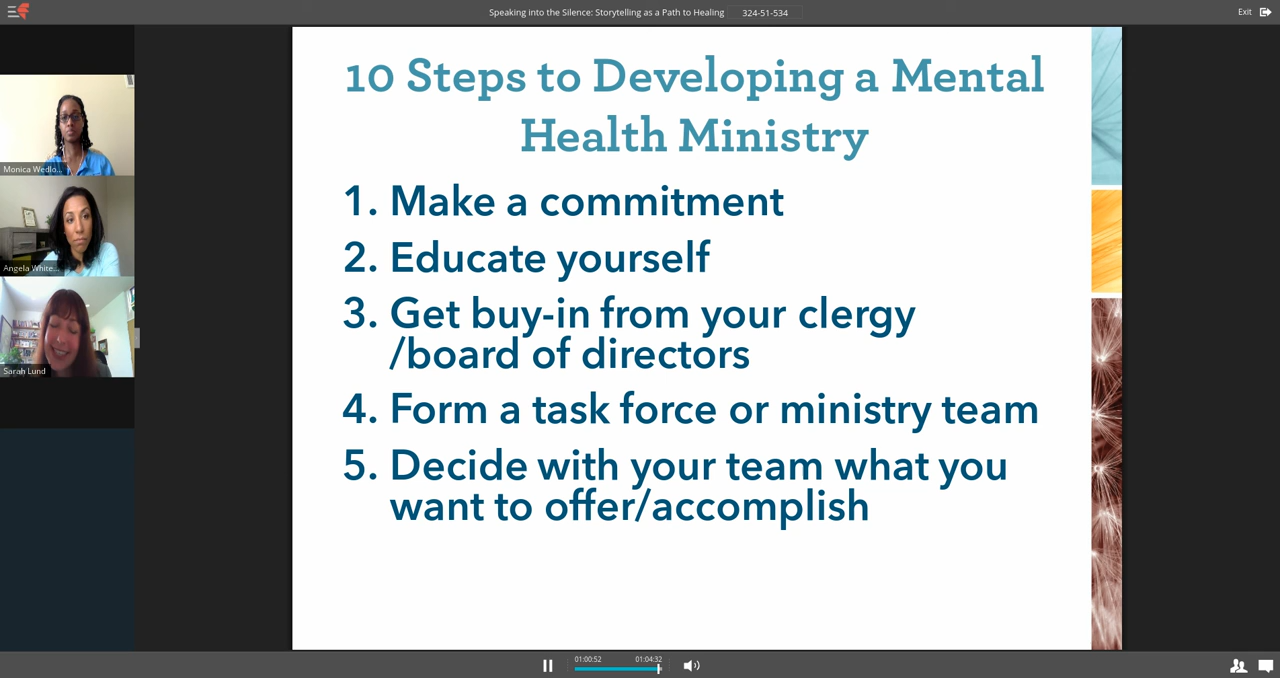 Speaking into the Silence: Storytelling as a Path to Healing 324-51-534
Exit
Monica Wedlo...
Angela White...
Sarah Lund
10 Steps to Developing a Mental
Health Ministry
1. Make a commitment
2. Educate yourself
3. Get buy-in from your clergy
/board of directors
4. Form a task force or ministry team
5. Decide with your team what you
want to offer/accomplish
01:00:52 01:04:32